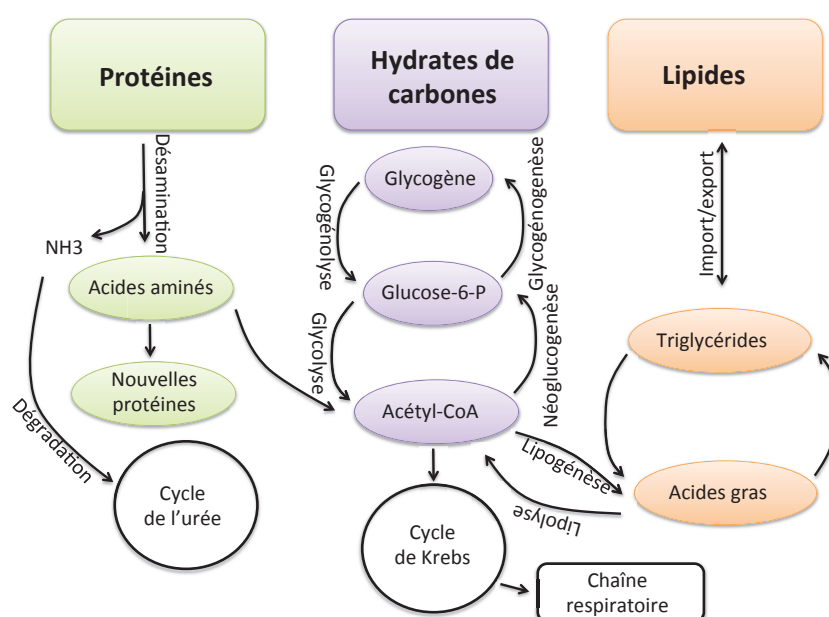 Protéines
Hydrates de
carbones
Lipides
Désamination
NH3
Acides aminés
Nouvelles
protéines
Dégradation
Cycle
de l'urée
Glycogène
Glycogénolyse
Glycogénogenèse
Glucose-6-P
Glycolyse
Néoglucogenèse
Acétyl-CoA
Cycle
de Krebs
Chaîne
respiratoire
Lipogénèse
Lipolyse
Import/export
Triglycérides
Acides gras